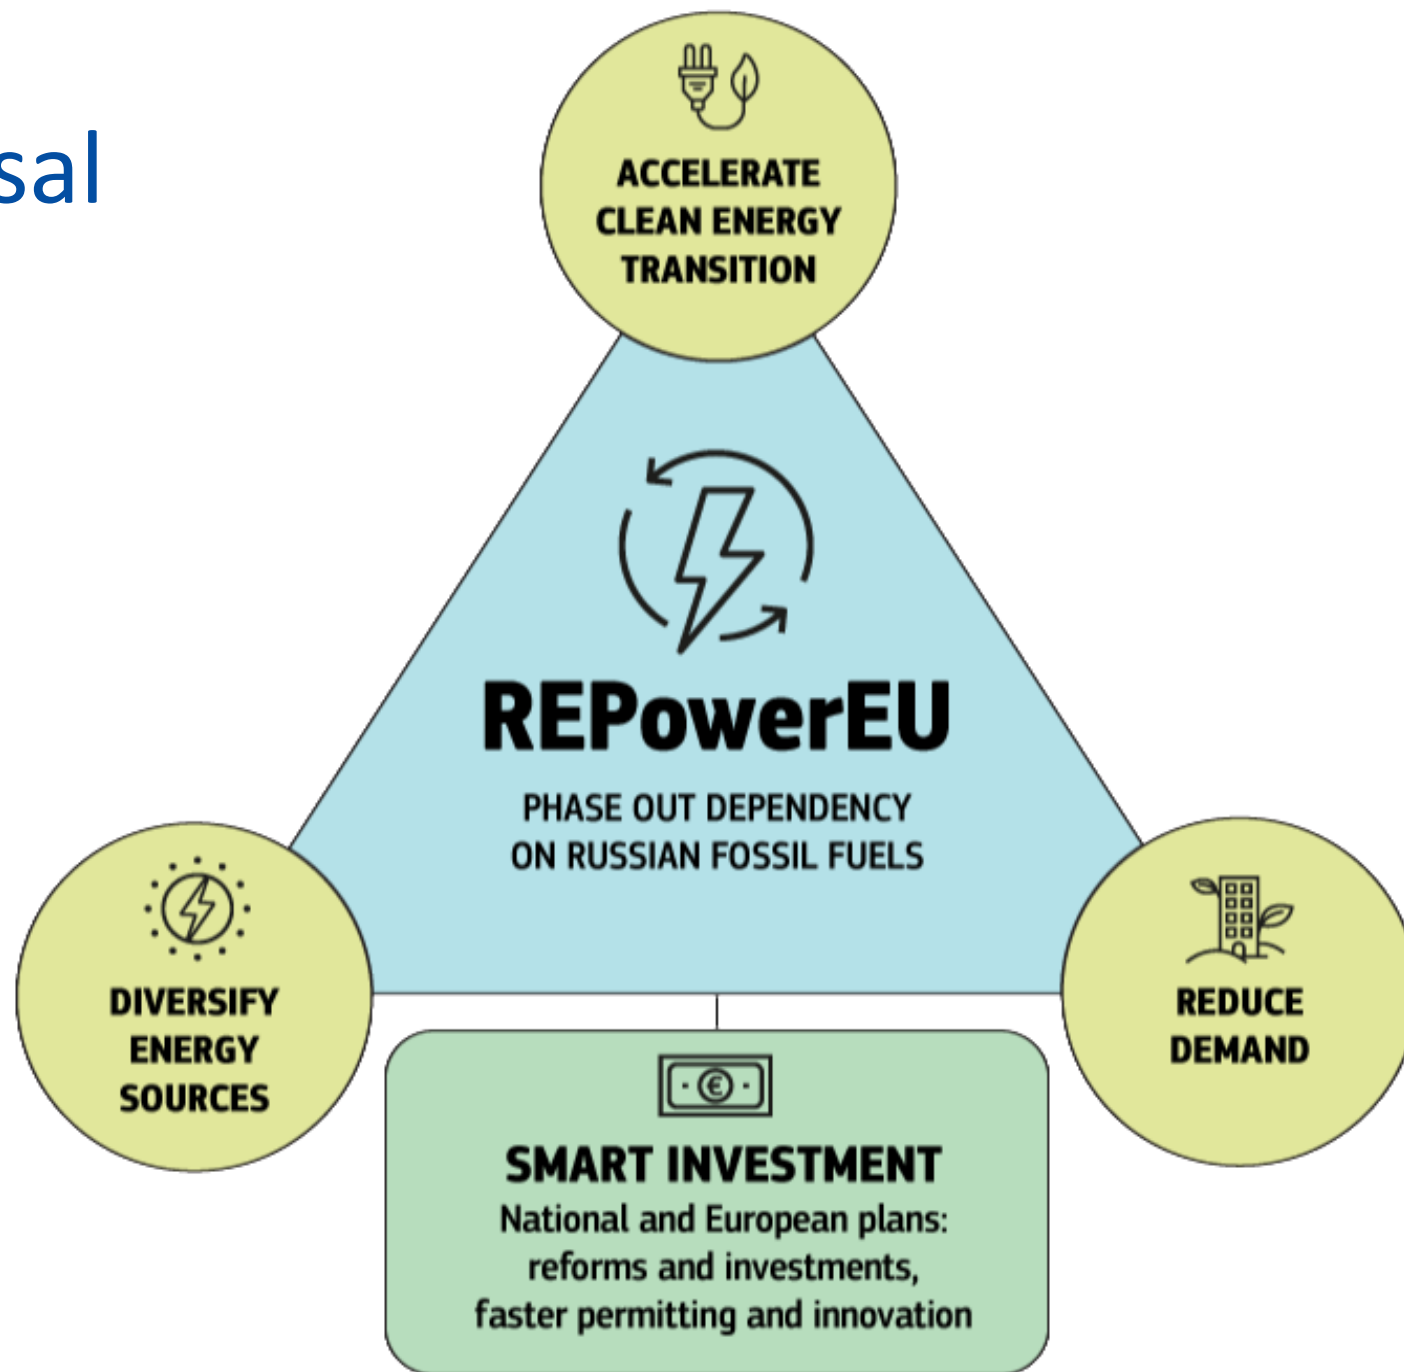 sal
ACCELERATE
CLEAN ENERGY
TRANSITION
REPowerEU
PHASE OUT DEPENDENCY
ON RUSSIAN FOSSIL FUELS
DIVERSIFY
ENERGY
SOURCES
REDUCE
DEMAND
€
SMART INVESTMENT
National and European plans:
reforms and investments,
faster permitting and innovation